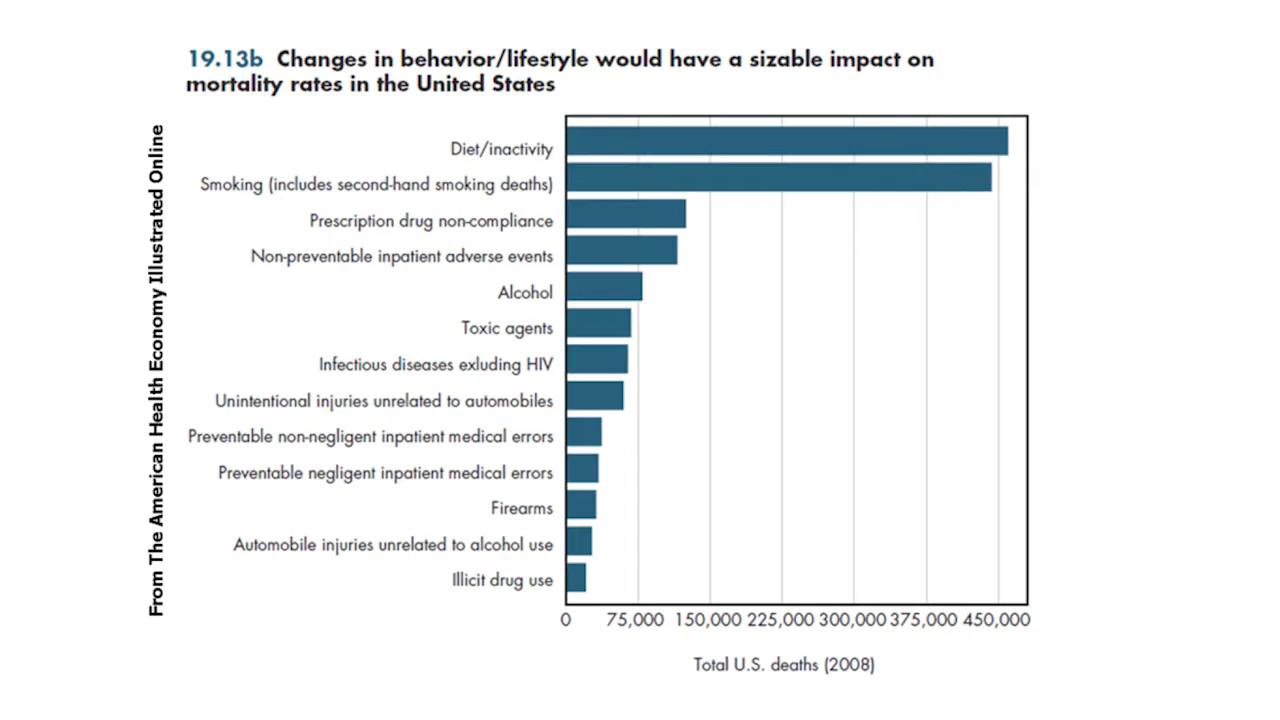 19.13b Changes in behavior/lifestyle would have a sizable impact on
mortality rates in the United States
From The American Health Economy Illustrated Online
Diet/inactivity
Smoking (includes second-hand smoking deaths)
Prescription drug non-compliance
Non-preventable inpatient adverse events
Alcohol
Toxic agents
Infectious diseases exluding HIV
Unintentional injuries unrelated to automobiles
Preventable non-negligent inpatient medical errors
Preventable negligent inpatient medical errors
Firearms
Automobile injuries unrelated to alcohol use
Illicit drug use
0 75,000 150,000 225,000 300,000 375,000 450,000
Total U.S. deaths (2008)